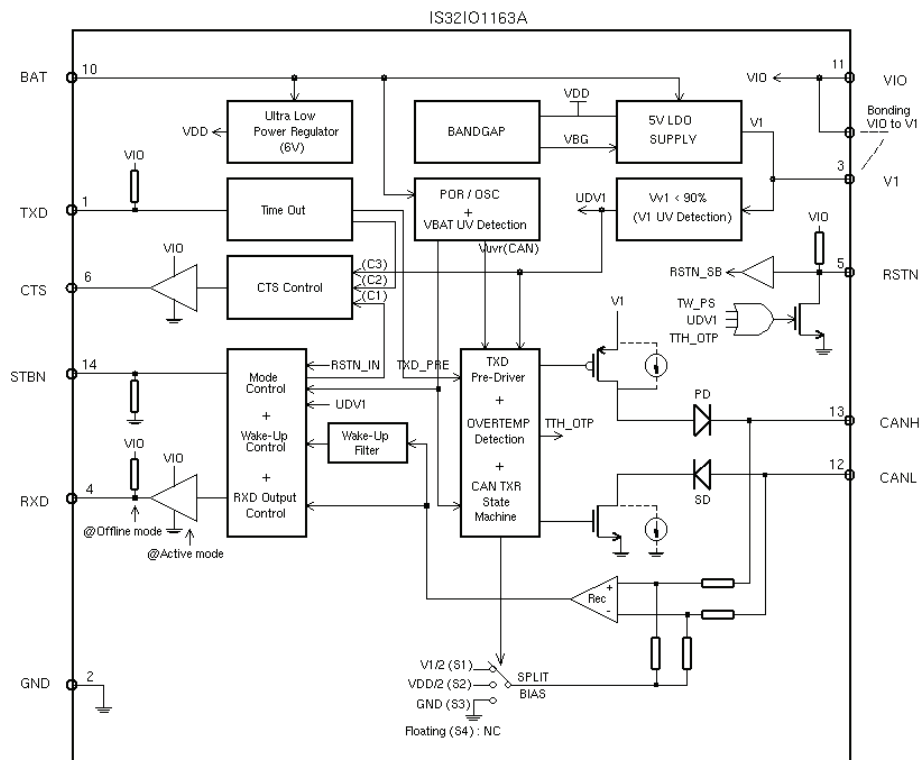 IS32IO1163A
BAT
10
11
VIO
VIO
Ultra Low
Power Regulator
(6V)
VDD
BANDGAP
VDD
VBG
5V LDO
SUPPLY
V1
Bonding
VIO to V1
3
V1
VIO
TXD
1
Time Out
POR / OSC
+
VBAT UV Detection
UDV1
Vv1 < 90%
(V1 UV Detection)
VIO
Vuvr(CAN)
5
RSTN
RSTN_SB
CTS
6
VIO
CTS Control
(C3)
(C2)
(C1)
TW_PS
UDV1
TTH_OTP
V1
STBN
14
Mode
Control
+
Wake-Up
Control
+
RXD Output
Control
RSTN_IN
TXD_PRE
UDV1
Wake-Up
Filter
TXD
Pre-Driver
+
OVERTEMP
Detection
+
CAN TXR
State
Machine
TTH_OTP
PD
13
CANH
SD
12
CANL
VIO
VIO
RXD
4
@Offline mode
@Active mode
Rec
+
-
GND
2
V1/2 (S1)
VDD/2 (S2)
GND (S3)
Floating (S4) : NC
SPLIT
BIAS